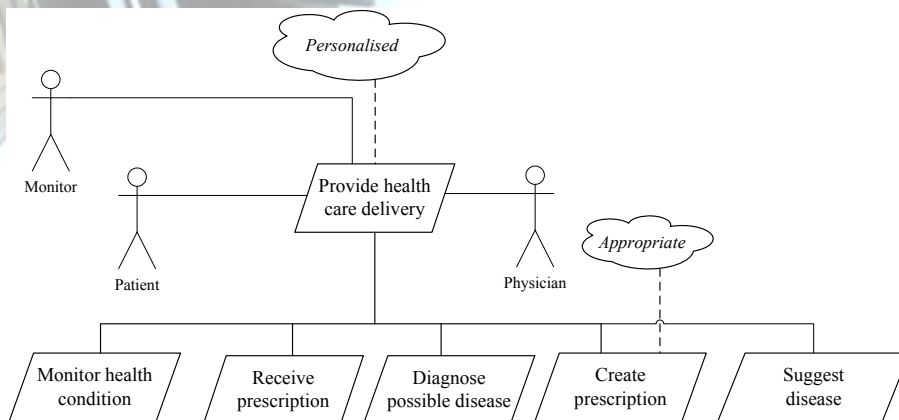 Personalised
Monitor
Provide health
care delivery
Patient
Physician
Appropriate
Monitor health
condition
Receive
prescription
Diagnose
possible disease
Create
prescription
Suggest
disease